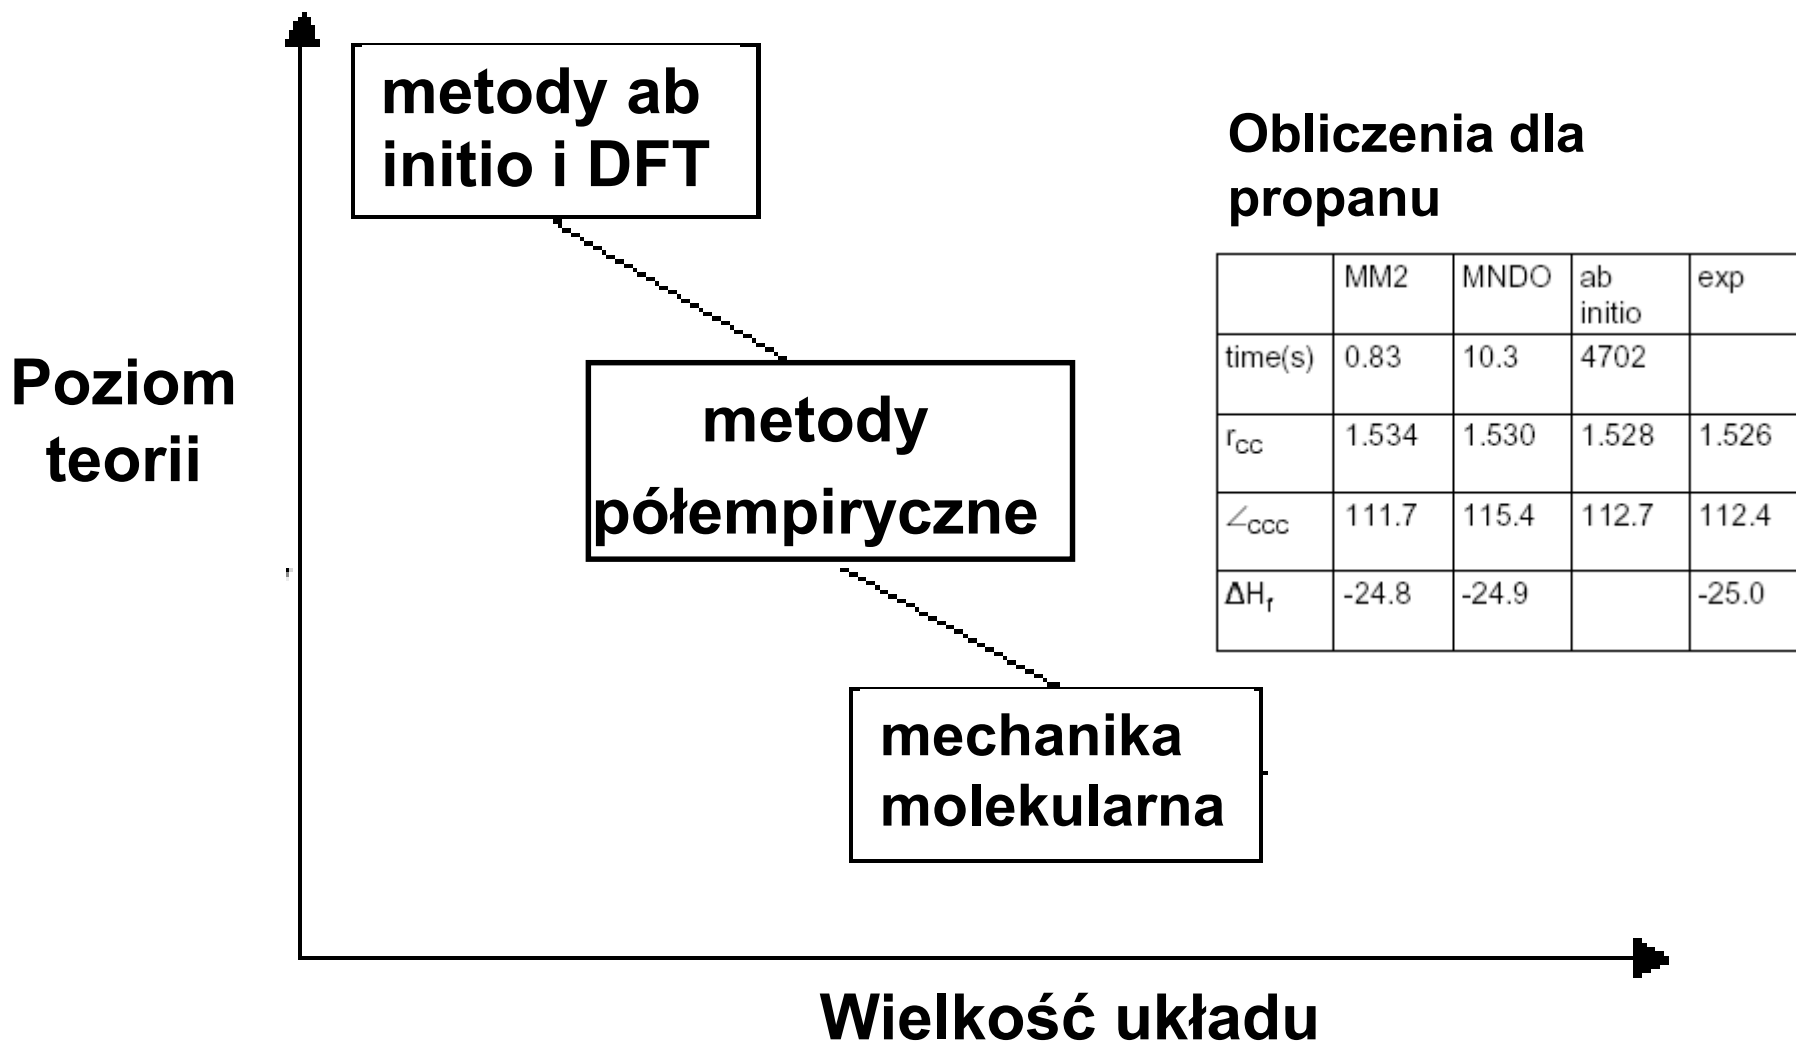 metody ab
initio i DFT
Obliczenia dla
propanu
MM2 MNDO ab initio exp
time(s) 0.83 10.3 4702
rCC 1.534 1.530 1.528 1.526
∠CCC 111.7 115.4 112.7 112.4
ΔHf -24.8 -24.9 -25.0
Poziom
teorii
metody
półempiryczne
mechanika
molekularna
Wielkość układu